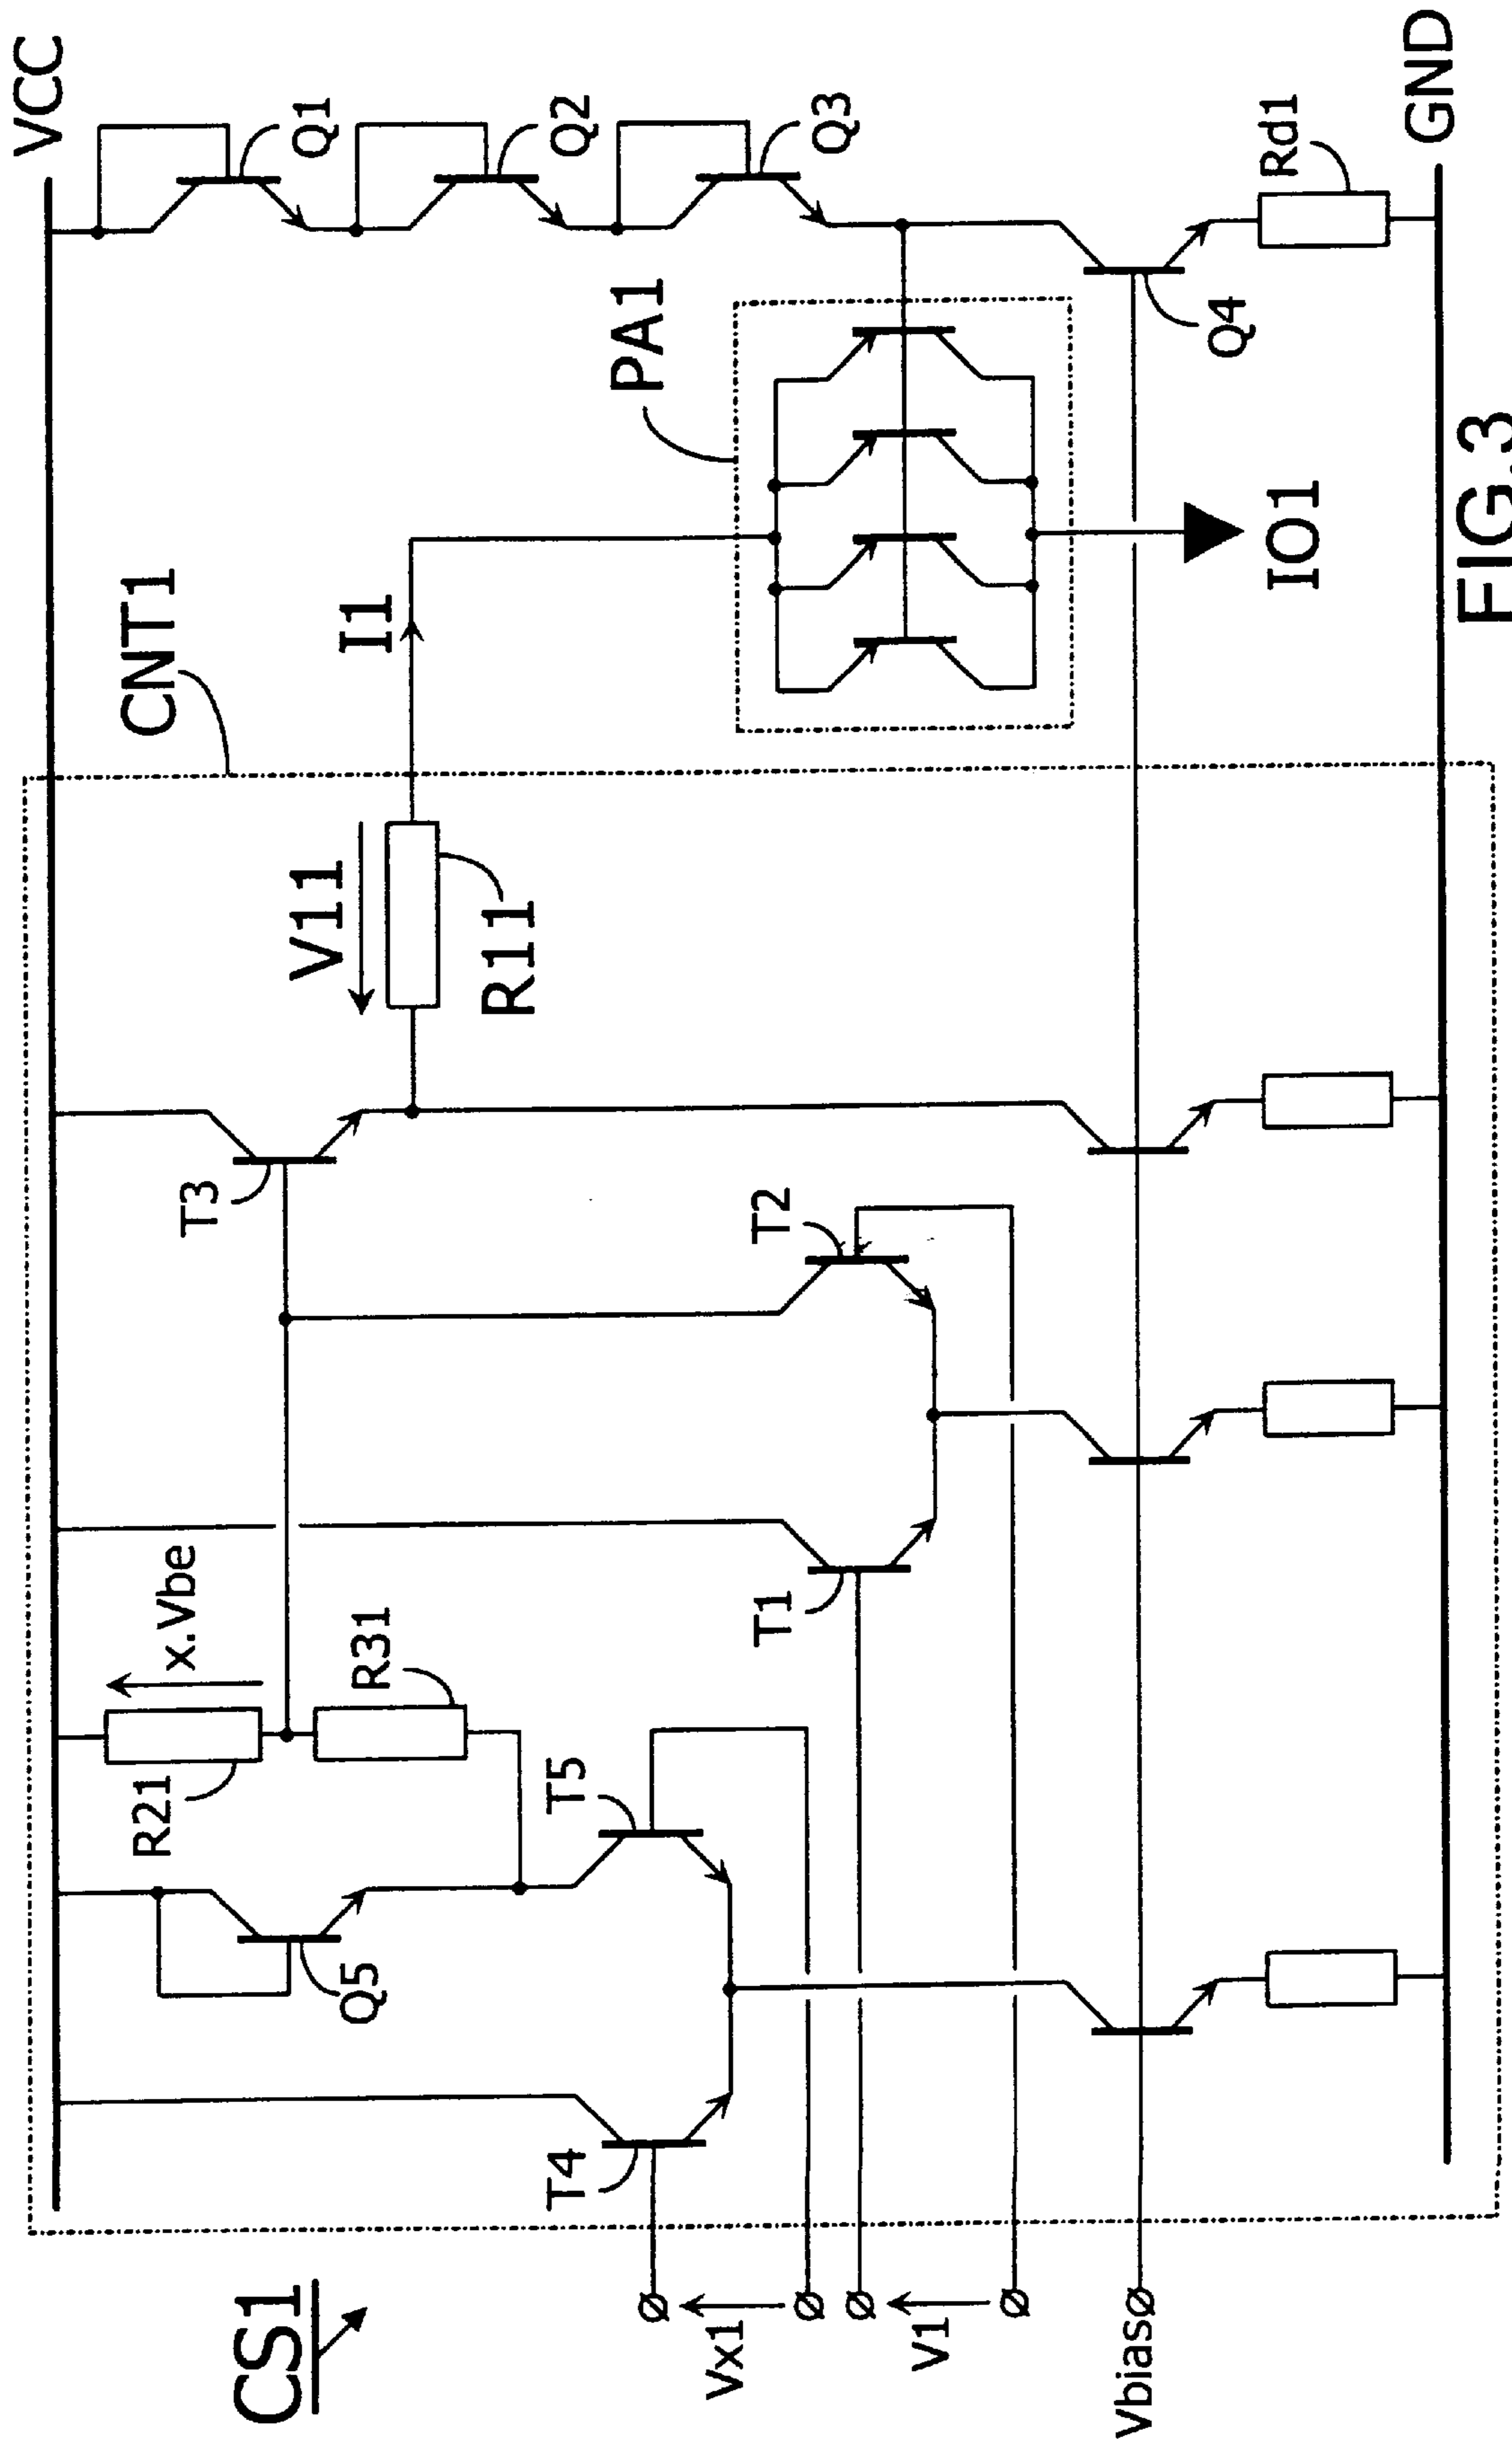 CS1
VCC
CNT1
T4
Q5
R21
x.Vbe
R31
T5
T1
T2
T3
V11
R11
I1
PA1
Q1
Q2
Q3
Q4
Rd1
IO1
Vx1
V1
Vbias
GND
FIG.3